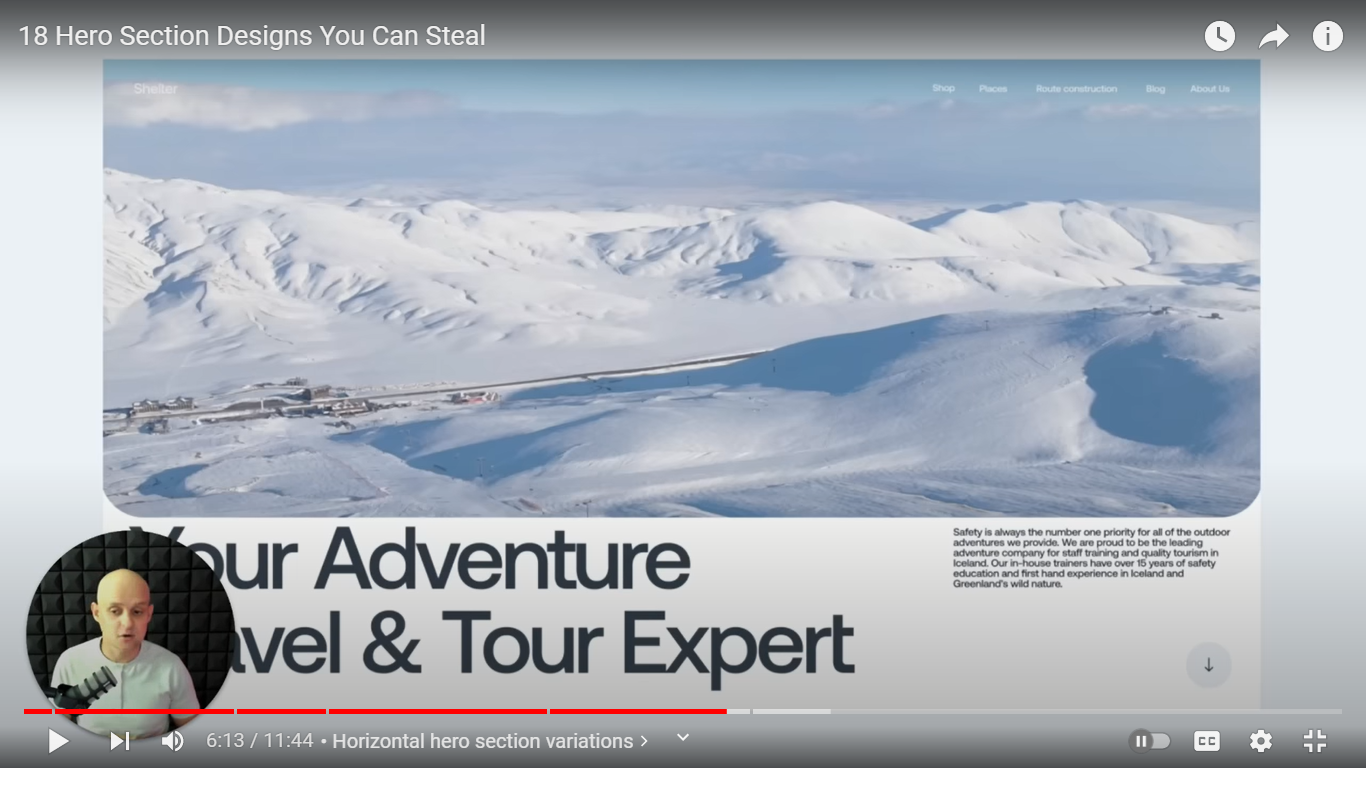 18 Hero Section Designs You Can Steal
Shelter
Shop Places Route construction Blog About Us
Your Adventure
avel & Tour Expert
Safety is always the number one priority for all of the outdoor
adventures we provide. We are proud to be the leading
adventure company for staff training and quality tourism in
Iceland. Our in-house trainers have over 15 years of safety
education and first hand experience in Iceland and
Greenland's wild nature.
6:13 / 11:44 • Horizontal hero section variations
CC